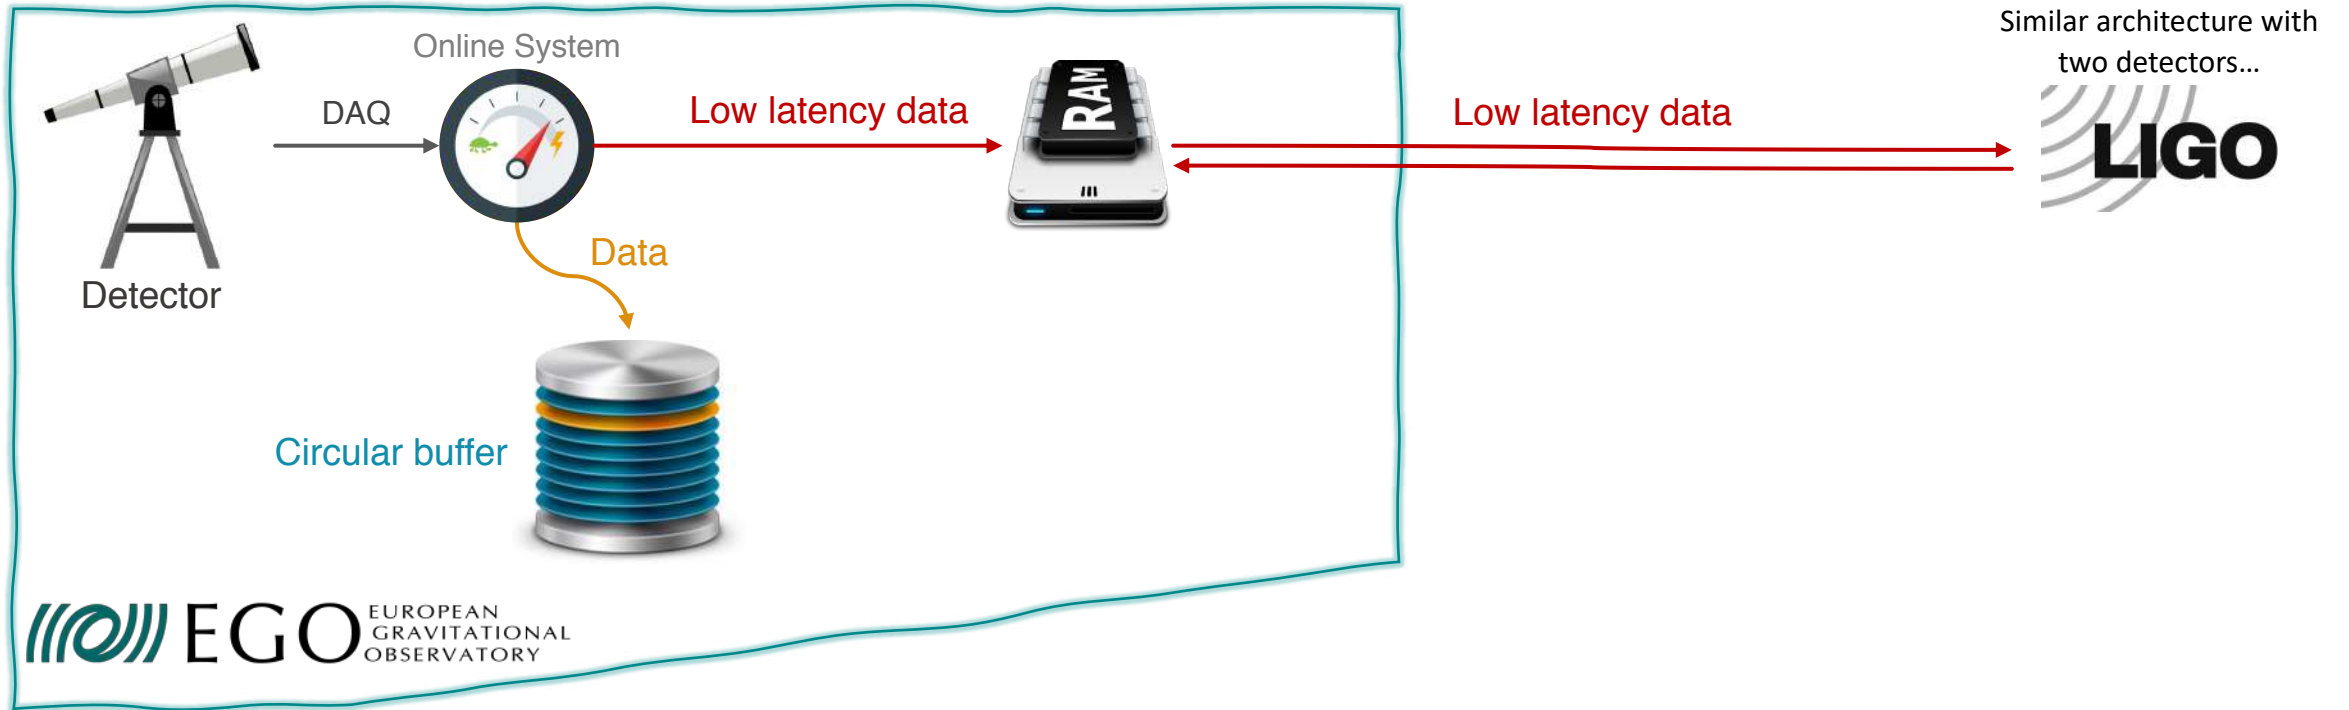 Similar architecture with
two detectors…
Online System
DAQ
Low latency data
RAM
Low latency data
LIGO
Data
Detector
Circular buffer
EGO
EUROPEAN
GRAVITATIONAL
OBSERVATORY